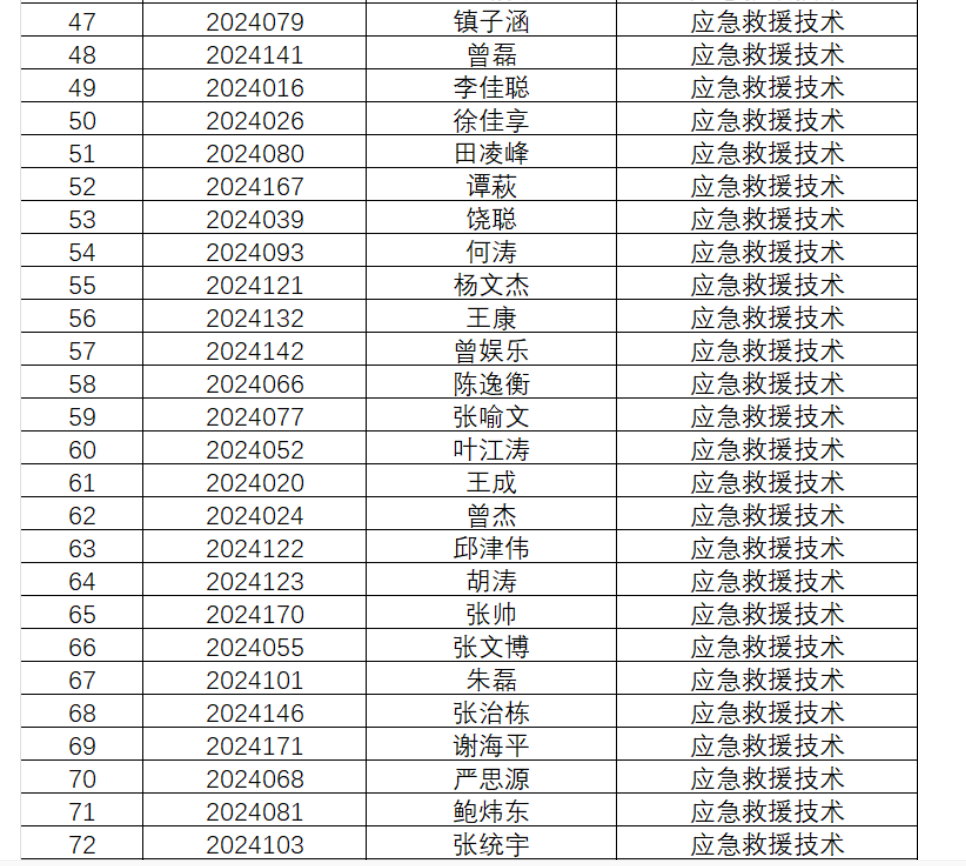 47 2024079 镇子涵 应急救援技术
48 2024141 曾磊 应急救援技术
49 2024016 李佳聪 应急救援技术
50 2024026 徐佳享 应急救援技术
51 2024080 田凌峰 应急救援技术
52 2024167 谭萩 应急救援技术
53 2024039 饶聪 应急救援技术
54 2024093 何涛 应急救援技术
55 2024121 杨文杰 应急救援技术
56 2024132 王康 应急救援技术
57 2024142 曾娱乐 应急救援技术
58 2024066 陈逸衡 应急救援技术
59 2024077 张喻文 应急救援技术
60 2024052 叶江涛 应急救援技术
61 2024020 王成 应急救援技术
62 2024024 曾杰 应急救援技术
63 2024122 邱津伟 应急救援技术
64 2024123 胡涛 应急救援技术
65 2024170 张帅 应急救援技术
66 2024055 张文博 应急救援技术
67 2024101 朱磊 应急救援技术
68 2024146 张治栋 应急救援技术
69 2024171 谢海平 应急救援技术
70 2024068 严思源 应急救援技术
71 2024081 鲍炜东 应急救援技术
72 2024103 张统宇 应急救援技术